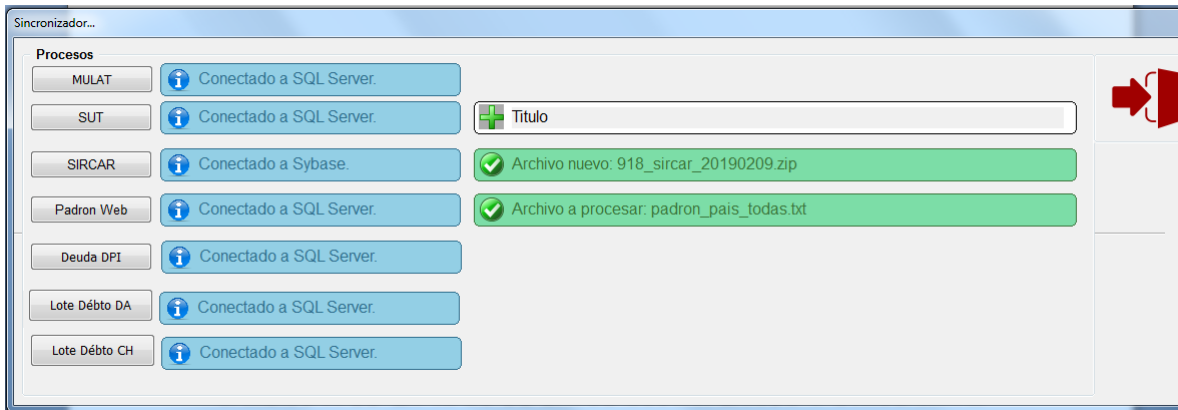 Sincronizador...
Procesos
MULAT Conectado a SQL Server.
SUT Conectado a SQL Server. Titulo
SIRCAR Conectado a Sybase. Archivo nuevo: 918_sircar_20190209.zip
Padron Web Conectado a SQL Server. Archivo a procesar: padron_pais_todas.txt
Deuda DPI Conectado a SQL Server.
Lote Débto DA Conectado a SQL Server.
Lote Débto CH Conectado a SQL Server.